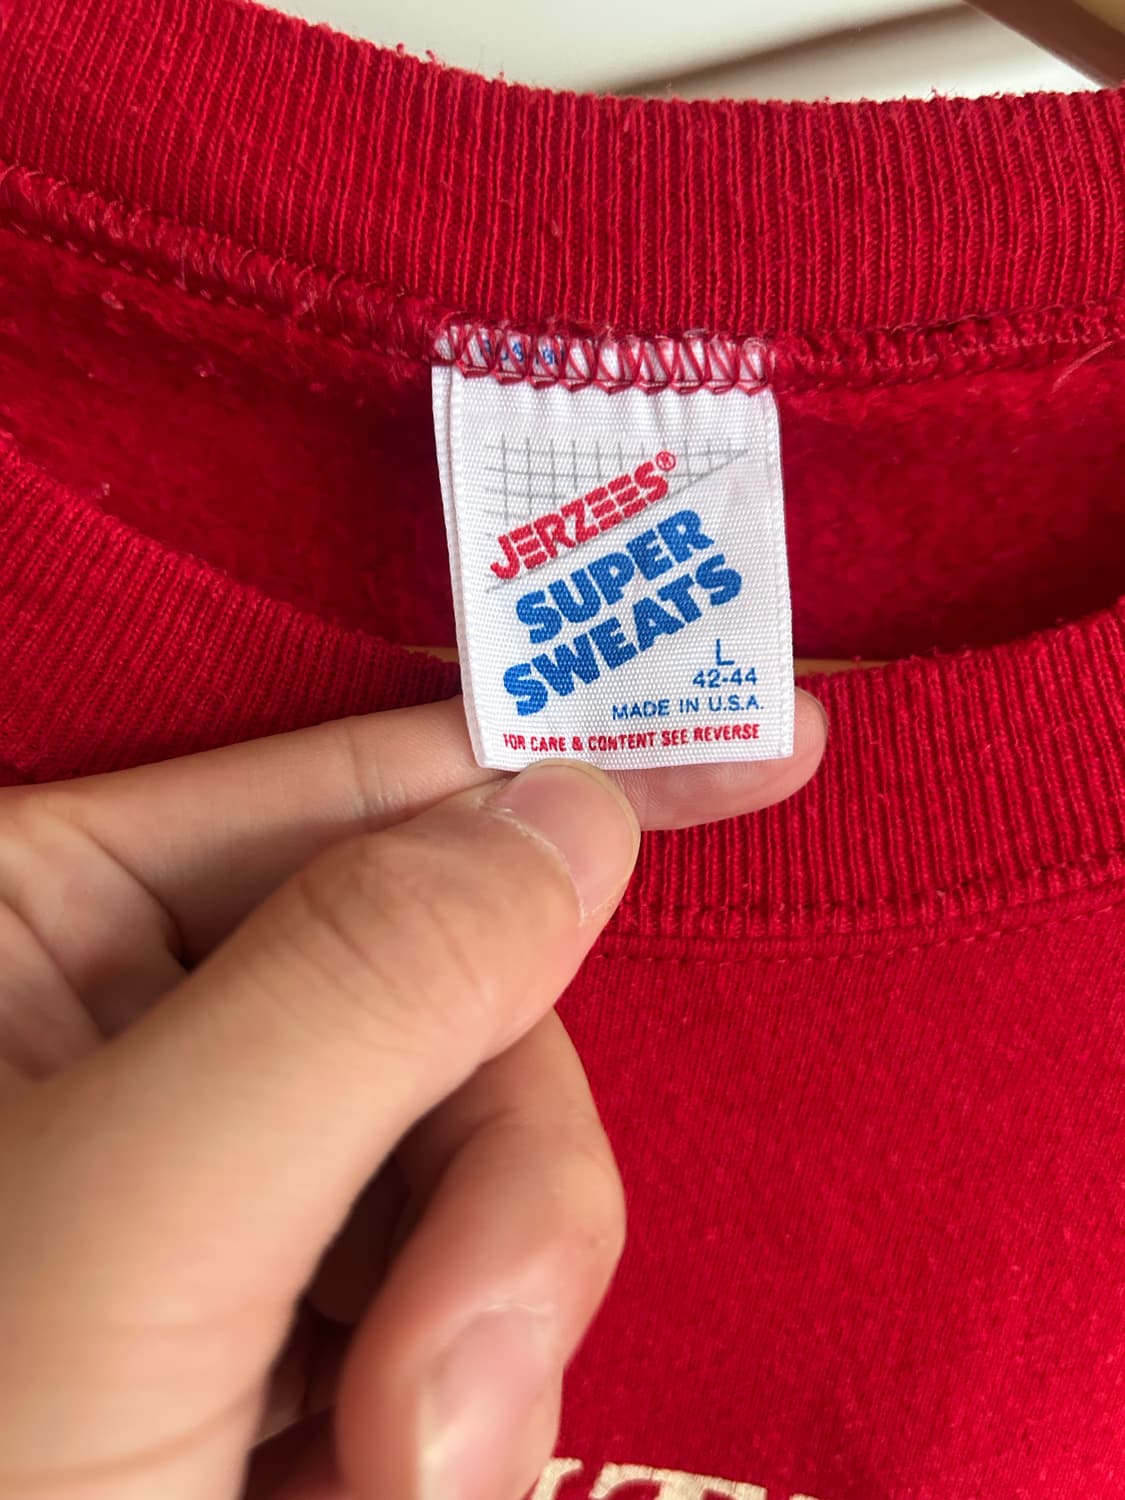 JERZEES®
SUPER
SWEATS
L
42-44
MADE IN U.S.A.
FOR CARE & CONTENT SEE REVERSE